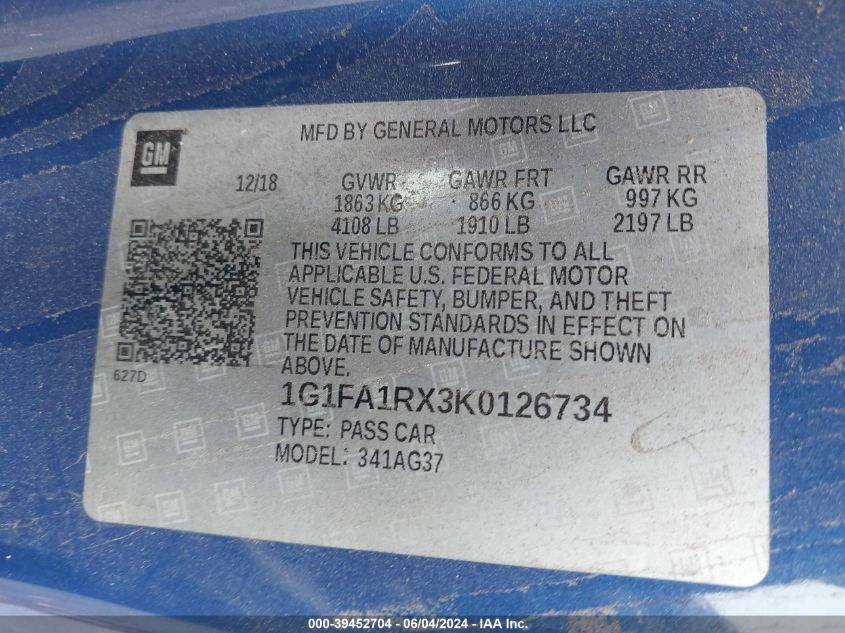 MFD BY GENERAL MOTORS LLC
GM
12/18 GVWR GAWR FRT GAWR RR
1863 KG 866 KG 997 KG
4108 LB 1910 LB 2197 LB
THIS VEHICLE CONFORMS TO ALL
APPLICABLE U.S. FEDERAL MOTOR
VEHICLE SAFETY, BUMPER, AND THEFT
PREVENTION STANDARDS IN EFFECT ON
THE DATE OF MANUFACTURE SHOWN
ABOVE.
627D
1G1FA1RX3K0126734
TYPE: PASS CAR
MODEL: 341AG37
000-39452704 - 06/04/2024 - IAA Inc.